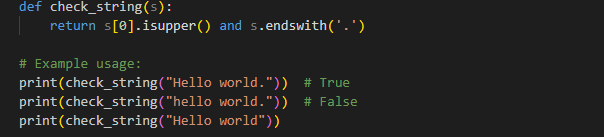 def check_string(s):
    return s[0].isupper() and s.endswith('.')
# Example usage:
print(check_string("Hello world."))  # True
print(check_string("hello world."))  # False
print(check_string("Hello world"))